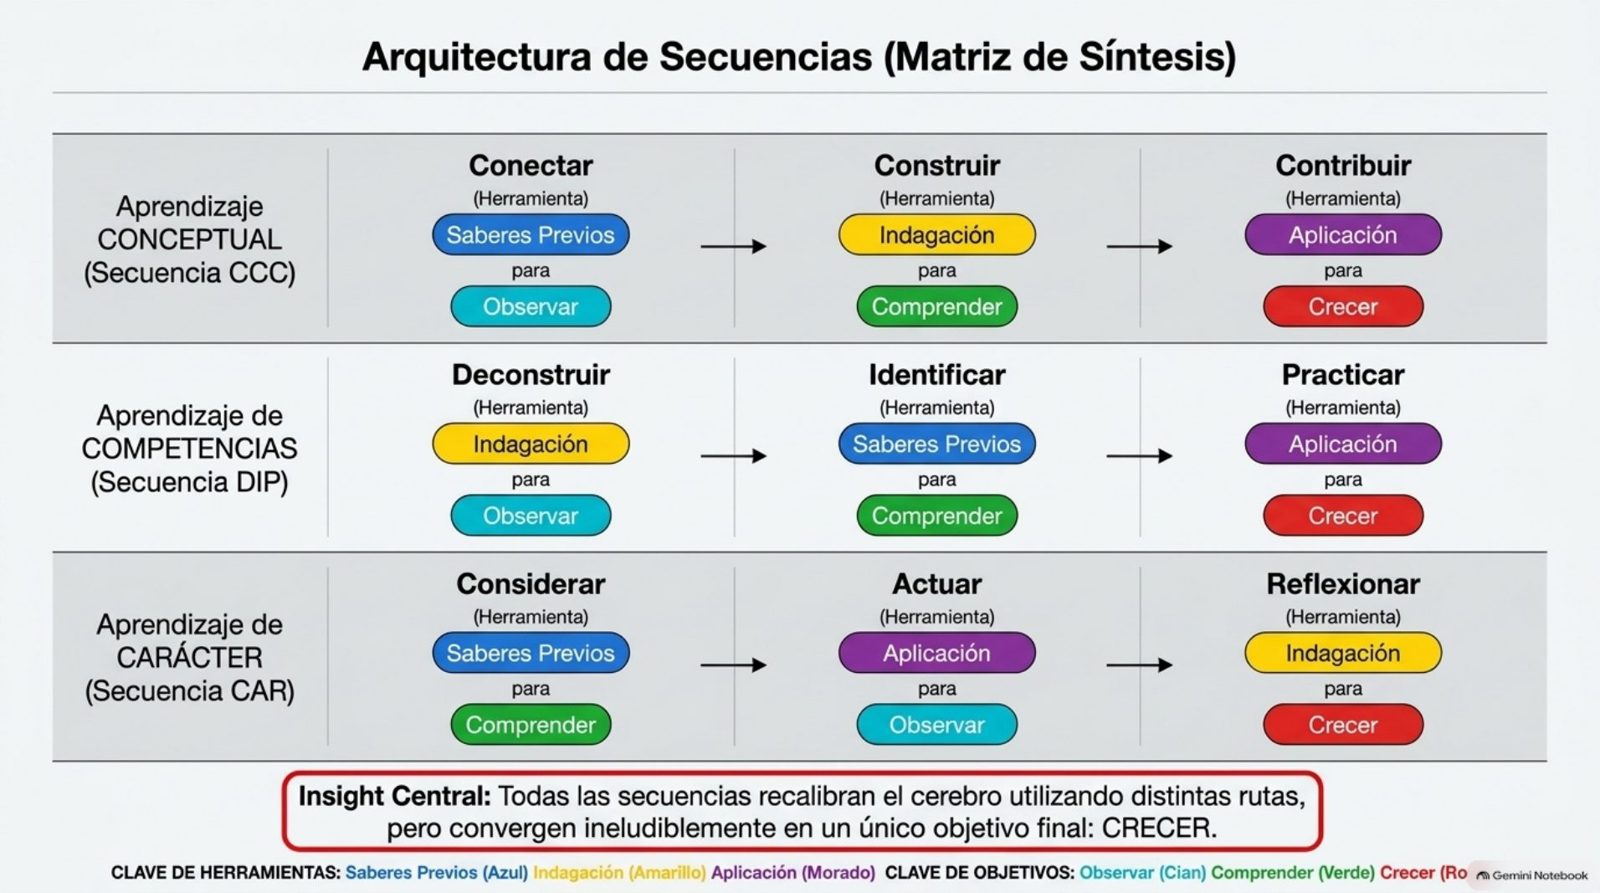 Arquitectura de Secuencias (Matriz de Síntesis)
Aprendizaje
CONCEPTUAL
(Secuencia CCC)
Conectar
(Herramienta)
Saberes Previos
para
Observar
Construir
(Herramienta)
Indagación
para
Comprender
Contribuir
(Herramienta)
Aplicación
para
Crecer
Aprendizaje de
COMPETENCIAS
(Secuencia DIP)
Deconstruir
(Herramienta)
Indagación
para
Observar
Identificar
(Herramienta)
Saberes Previos
para
Comprender
Practicar
(Herramienta)
Aplicación
para
Crecer
Aprendizaje de
CARÁCTER
(Secuencia CAR)
Considerar
(Herramienta)
Saberes Previos
para
Comprender
Actuar
(Herramienta)
Aplicación
para
Observar
Reflexionar
(Herramienta)
Indagación
para
Crecer
Insight Central: Todas las secuencias recalibran el cerebro utilizando distintas rutas,
pero convergen ineludiblemente en un único objetivo final: CRECER.
CLAVE DE HERRAMIENTAS: Saberes Previos (Azul) Indagación (Amarillo) Aplicación (Morado) CLAVE DE OBJETIVOS: Observar (Cian) Comprender (Verde) Crecer (Ro
Gemini Notebook